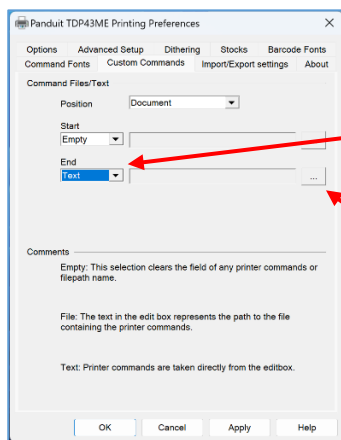 Panduit TDP43ME Printing Preferences
Options Advanced Setup Dithering Stocks Barcode Fonts
Command Fonts Custom Commands Import/Export settings About
Command Files/Text
Position Document
Start
Empty
End
Text ...
Comments
Empty: This selection clears the field of any printer commands or
filepath name.
File: The text in the edit box represents the path to the file
containing the printer commands.
Text: Printer commands are taken directly from the editbox.
OK Cancel Apply Help